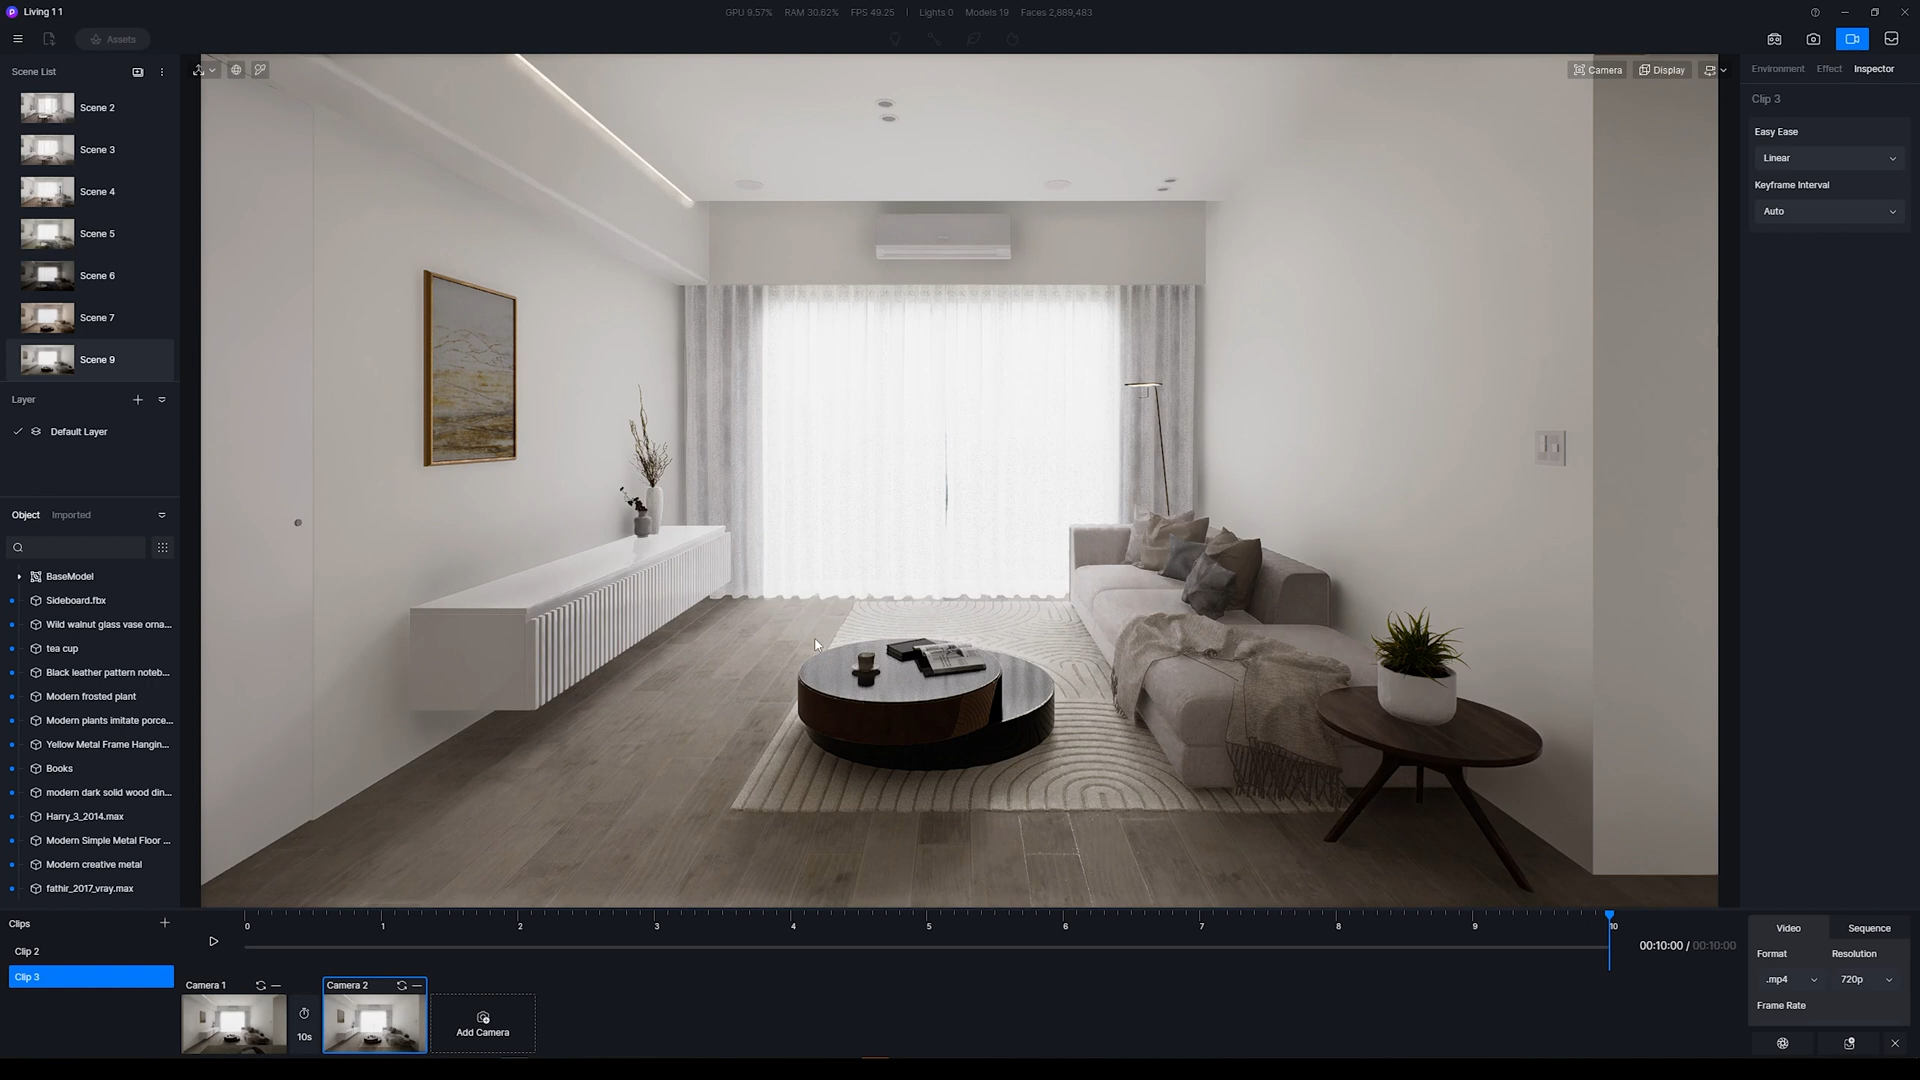 Living 1 1
GPU 9.57% RAM 30.62% FPS 49.25 | Lights 0 Models 19 Faces 2,889,483
Assets
Scene List
Camera
Display
Environment
Effect
Inspector
Scene 2
Scene 3
Scene 4
Scene 5
Scene 6
Scene 7
Scene 9
Clip 3
Easy Ease
Linear
Keyframe Interval
Auto
Layer
Default Layer
Object
Imported
BaseModel
Sideboard.fbx
Wild walnut glass vase orna...
tea cup
Black leather pattern noteb...
Modern frosted plant
Modern plants imitate porce...
Yellow Metal Frame Hangin...
Books
modern dark solid wood din...
Harry_3_2014.max
Modern Simple Metal Floor ...
Modern creative metal
fathir_2017_vray.max
Clips
Clip 2
Clip 3
0 1 2 3 4 5 6 7 8 9 10
00:10:00 / 00:10:00
Camera 1
10s
Camera 2
Add Camera
Video
Sequence
Format
Resolution
.mp4
720p
Frame Rate